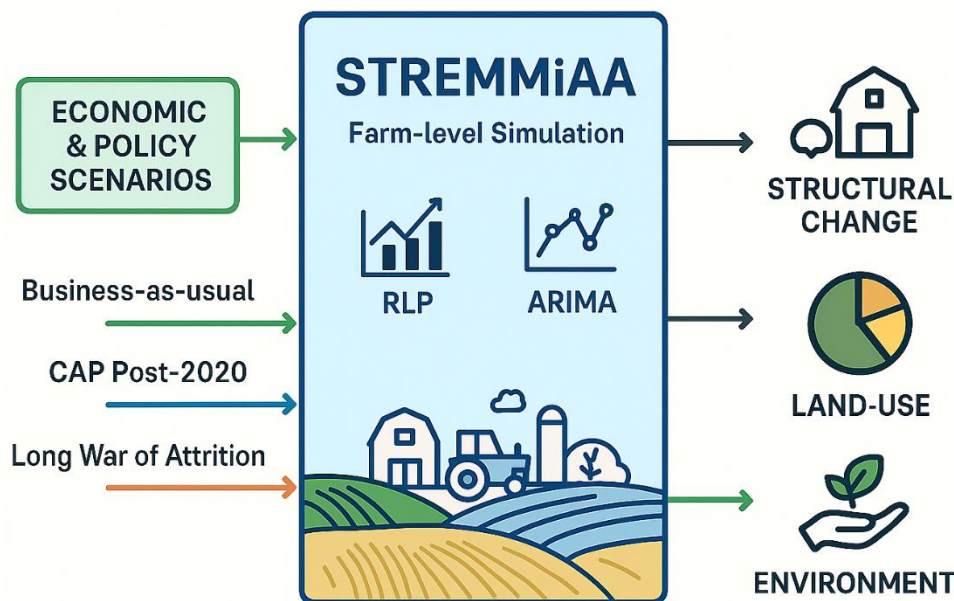 ECONOMIC
& POLICY
SCENARIOS
Business-as-usual
CAP Post-2020
Long War of Attrition
STREMMiAA
Farm-level Simulation
RLP
ARIMA
STRUCTURAL
CHANGE
LAND-USE
ENVIRONMENT